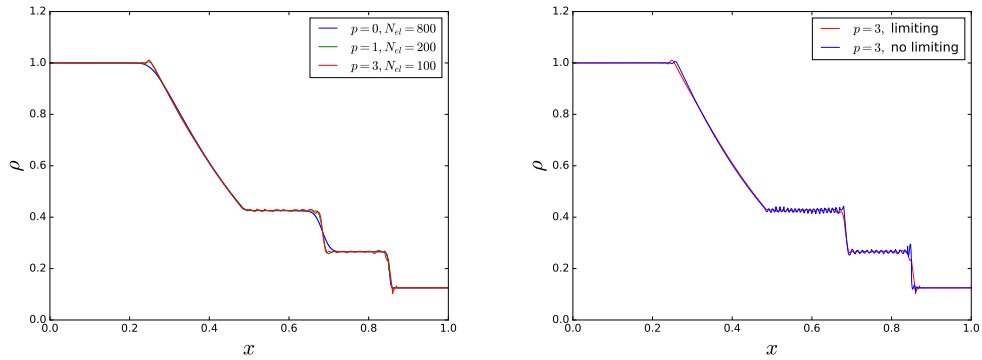 1.2
1.0
0.8
0.6
0.4
0.2
0.0
ρ
0.0 0.2 0.4 0.6 0.8 1.0
x
p = 0, N_el = 800
p = 1, N_el = 200
p = 3, N_el = 100
1.2
1.0
0.8
0.6
0.4
0.2
0.0
ρ
0.0 0.2 0.4 0.6 0.8 1.0
x
p = 3, limiting
p = 3, no limiting